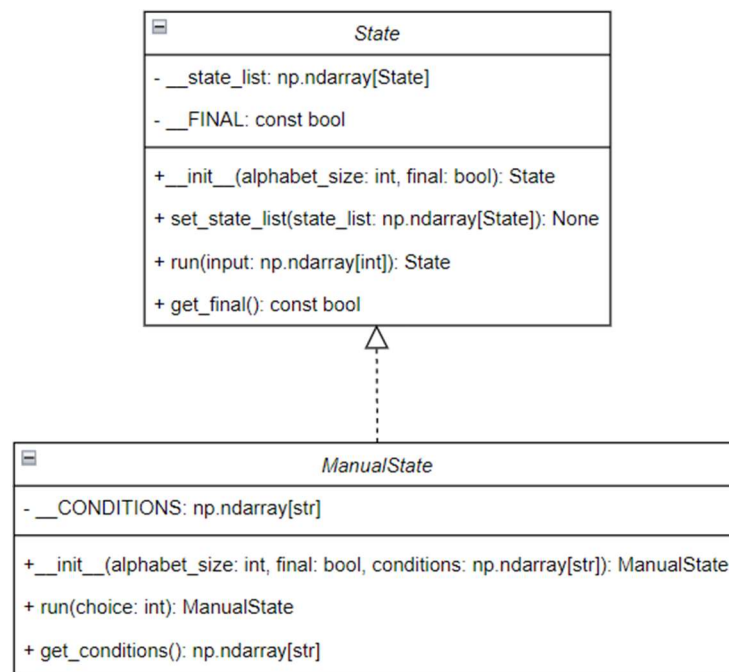 State
- __state_list: np.ndarray[State]
- __FINAL: const bool
+__init__(alphabet_size: int, final: bool): State
+ set_state_list(state_list: np.ndarray[State]): None
+ run(input: np.ndarray[int]): State
+ get_final(): const bool
ManualState
- __CONDITIONS: np.ndarray[str]
+__init__(alphabet_size: int, final: bool, conditions: np.ndarray[str]): ManualState
+ run(choice: int): ManualState
+ get_conditions(): np.ndarray[str]